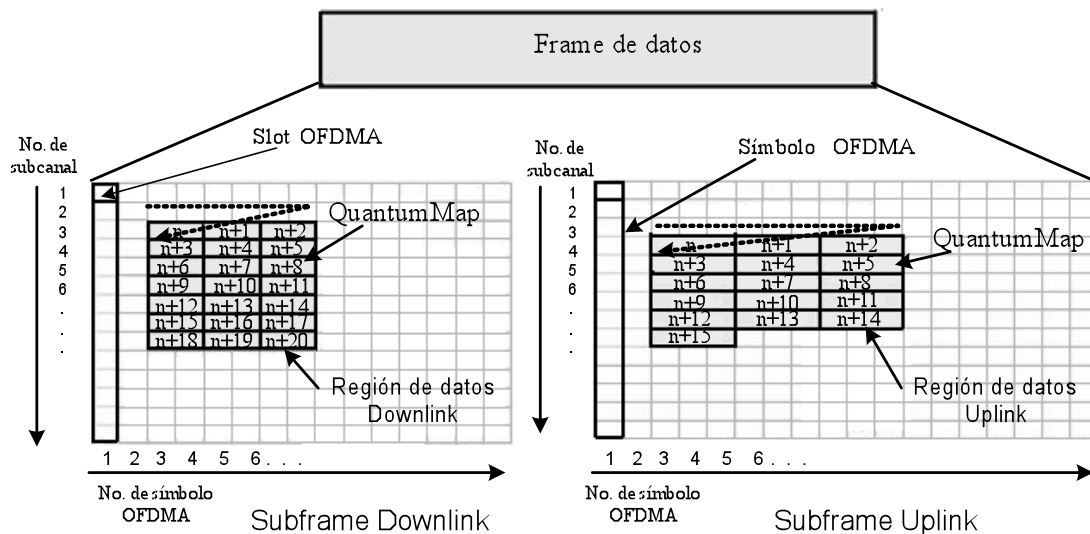 Frame de datos
No. de
subcanal
Slot OFDMA
1
2
3
4
5
6
.
.
.
QuantumMap
n n+1 n+2
n+3 n+4 n+5
n+6 n+7 n+8
n+9 n+10 n+11
n+12 n+13 n+14
n+15 n+16 n+17
n+18 n+19 n+20
Región de datos
Downlink
1 2 3 4 5 6 . . .
No. de símbolo
OFDMA
Subframe Downlink
No. de
subcanal
Símbolo OFDMA
1
2
3
4
5
6
.
.
.
QuantumMap
n n+1 n+2
n+3 n+4 n+5
n+6 n+7 n+8
n+9 n+10 n+11
n+12 n+13 n+14
n+15
Región de datos
Uplink
1 2 3 4 5 6 . . .
No. de símbolo
OFDMA
Subframe Uplink